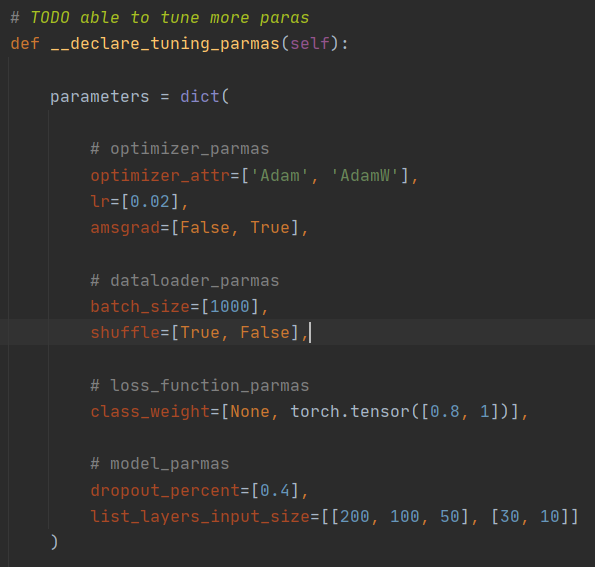 # TODO able to tune more paras
def __declare_tuning_parmas(self):
parameters = dict(
# optimizer_parmas
optimizer_attr=['Adam', 'AdamW'],
lr=[0.02],
amsgrad=[False, True],
# dataloader_parmas
batch_size=[1000],
shuffle=[True, False],
# loss_function_parmas
class_weight=[None, torch.tensor([0.8, 1])],
# model_parmas
dropout_percent=[0.4],
list_layers_input_size=[[200, 100, 50], [30, 10]]
)